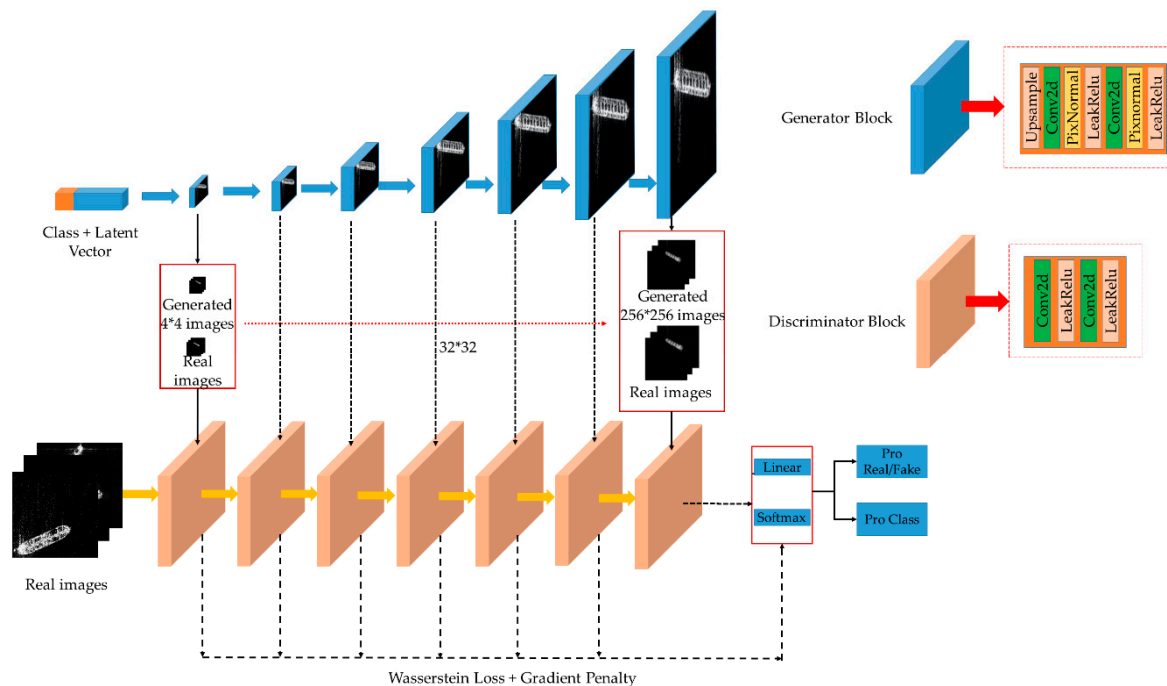 Class + Latent
Vector
Generated
4*4 images
Real
images
32*32
Generated
256*256 images
Real images
Generator Block
Upsample
Conv2d
PixNormal
LeakRelu
Conv2d
Pixnormal
LeakRelu
Discriminator Block
Conv2d
LeakRelu
Conv2d
LeakRelu
Real images
Linear
Softmax
Pro
Real/Fake
Pro Class
Wasserstein Loss + Gradient Penalty